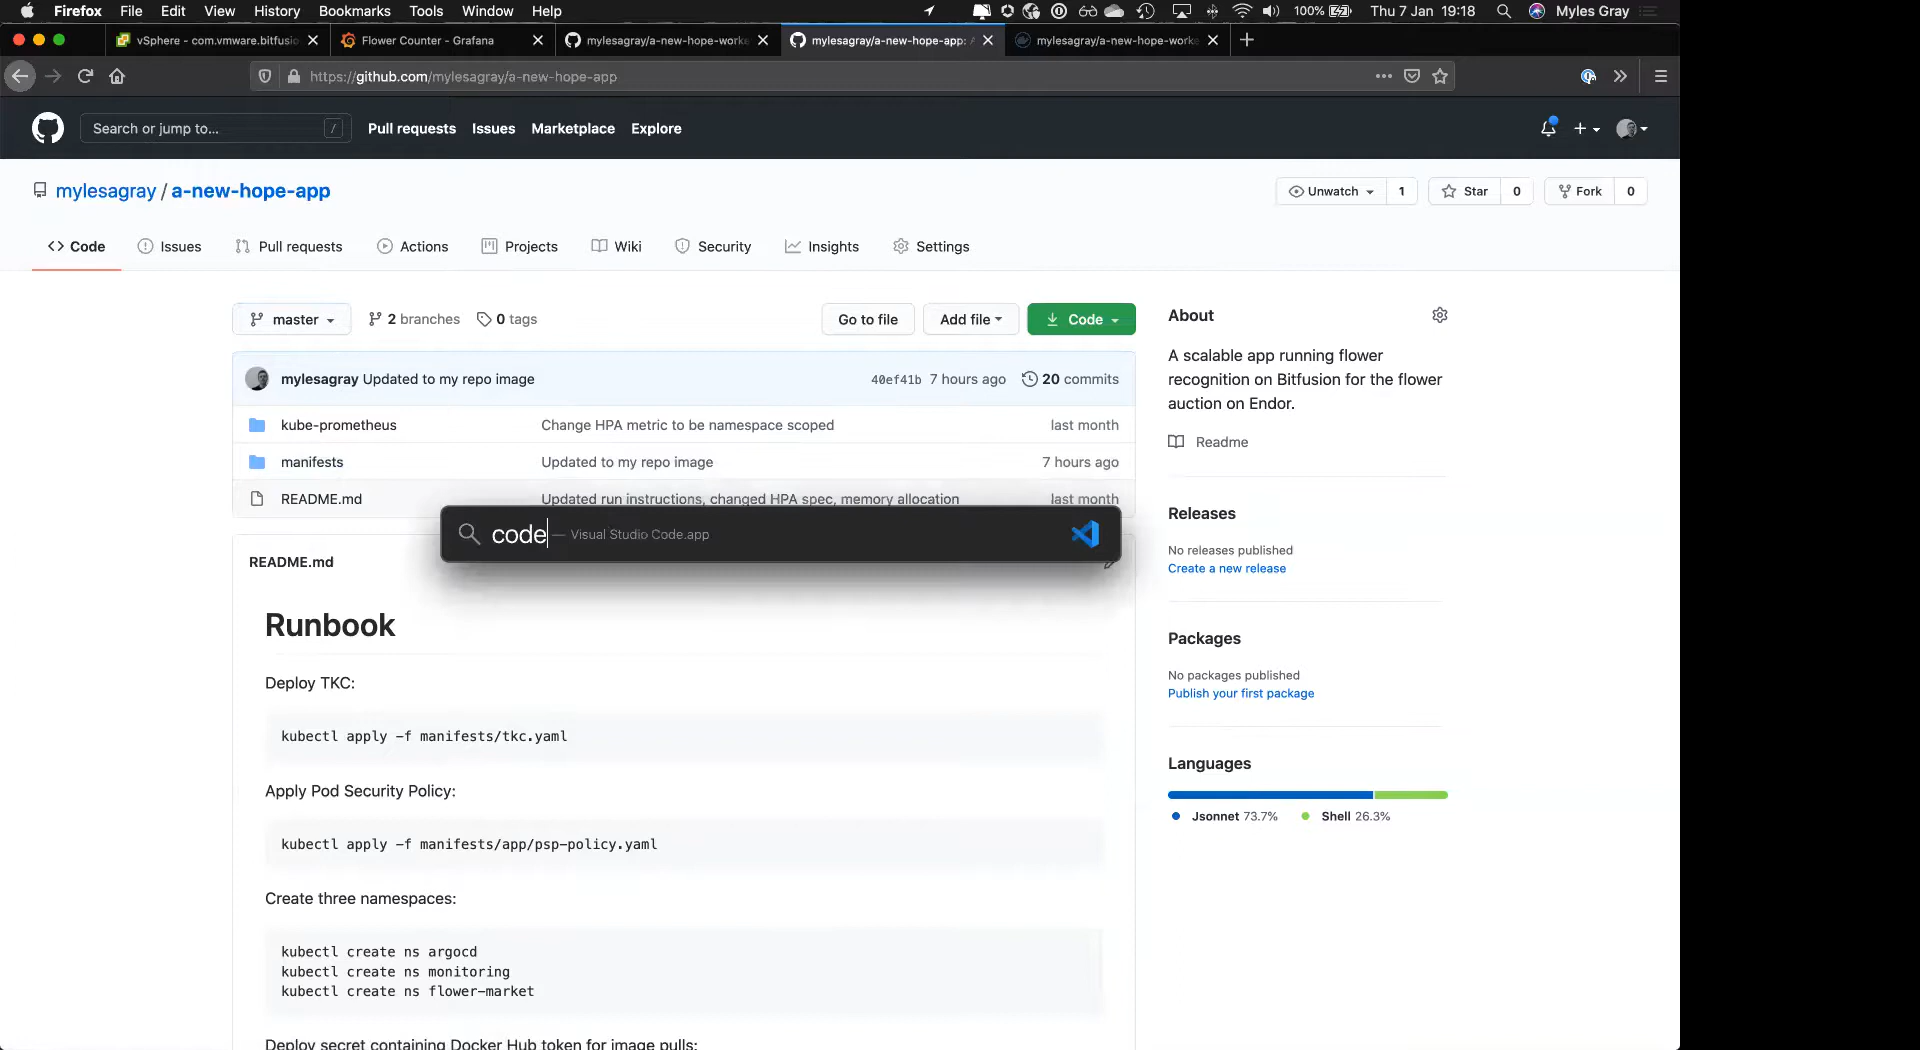 Firefox File Edit View History Bookmarks Tools Window Help 100% Thu 7 Jan 19:18 Myles Gray
vSphere - com.vmware.bitfusio Flower Counter - Grafana mylesagray/a-new-hope-worke mylesagray/a-new-hope-app: A mylesagray/a-new-hope-worke
https://github.com/mylesagray/a-new-hope-app
Search or jump to... / Pull requests Issues Marketplace Explore
mylesagray / a-new-hope-app
Unwatch 1 Star 0 Fork 0
Code Issues Pull requests Actions Projects Wiki Security Insights Settings
master 2 branches 0 tags Go to file Add file Code
mylesagray Updated to my repo image 40ef41b 7 hours ago 20 commits
kube-prometheus Change HPA metric to be namespace scoped last month
manifests Updated to my repo image 7 hours ago
README.md Updated run instructions, changed HPA spec, memory allocation last month
code — Visual Studio Code.app
README.md
Runbook
Deploy TKC:
kubectl apply -f manifests/tkc.yaml
Apply Pod Security Policy:
kubectl apply -f manifests/app/psp-policy.yaml
Create three namespaces:
kubectl create ns argocd
kubectl create ns monitoring
kubectl create ns flower-market
Deploy secret containing Docker Hub token for image pulls:
About
A scalable app running flower
recognition on Bitfusion for the flower
auction on Endor.
Readme
Releases
No releases published
Create a new release
Packages
No packages published
Publish your first package
Languages
Jsonnet 73.7% Shell 26.3%